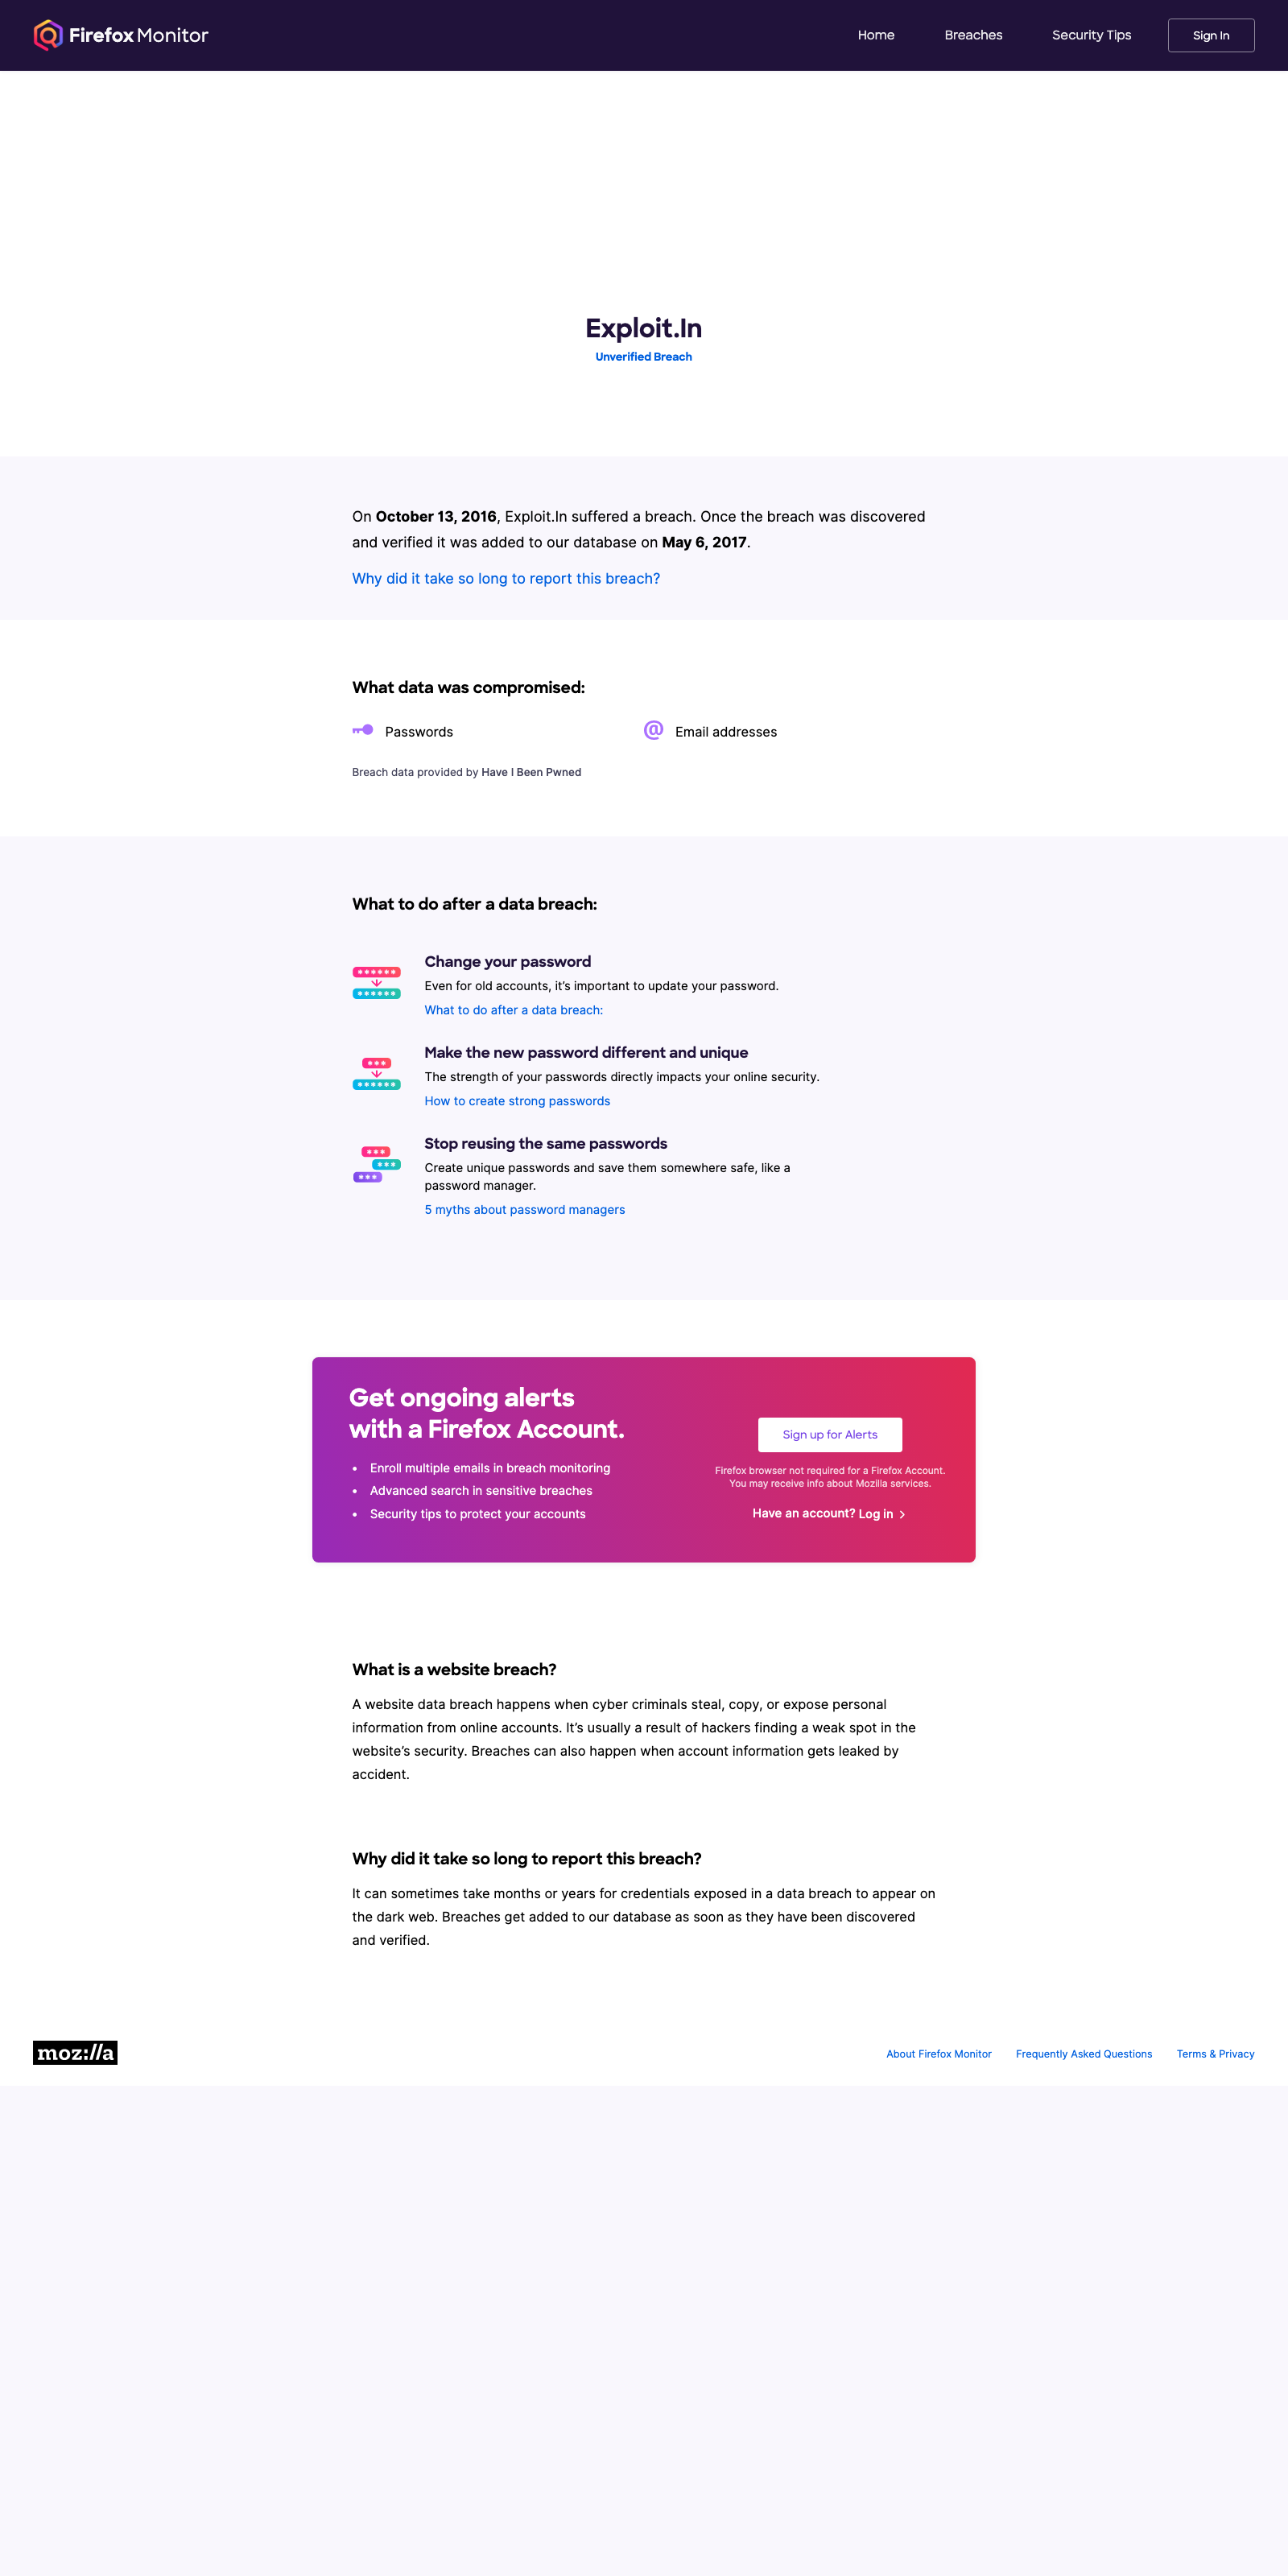 Firefox Monitor
Home
Breaches
Security Tips
Sign In
Exploit.In
Unverified Breach
On October 13, 2016, Exploit.In suffered a breach. Once the breach was discovered
and verified it was added to our database on May 6, 2017.
Why did it take so long to report this breach?
What data was compromised:
Passwords
@ Email addresses
Breach data provided by Have I Been Pwned
What to do after a data breach:
Change your password
Even for old accounts, it’s important to update your password.
What to do after a data breach:
Make the new password different and unique
The strength of your passwords directly impacts your online security.
How to create strong passwords
Stop reusing the same passwords
Create unique passwords and save them somewhere safe, like a
password manager.
5 myths about password managers
Get ongoing alerts
with a Firefox Account.
• Enroll multiple emails in breach monitoring
• Advanced search in sensitive breaches
• Security tips to protect your accounts
Sign up for Alerts
Firefox browser not required for a Firefox Account.
You may receive info about Mozilla services.
Have an account? Log in
What is a website breach?
A website data breach happens when cyber criminals steal, copy, or expose personal
information from online accounts. It’s usually a result of hackers finding a weak spot in the
website’s security. Breaches can also happen when account information gets leaked by
accident.
Why did it take so long to report this breach?
It can sometimes take months or years for credentials exposed in a data breach to appear on
the dark web. Breaches get added to our database as soon as they have been discovered
and verified.
moz://a
About Firefox Monitor
Frequently Asked Questions
Terms & Privacy